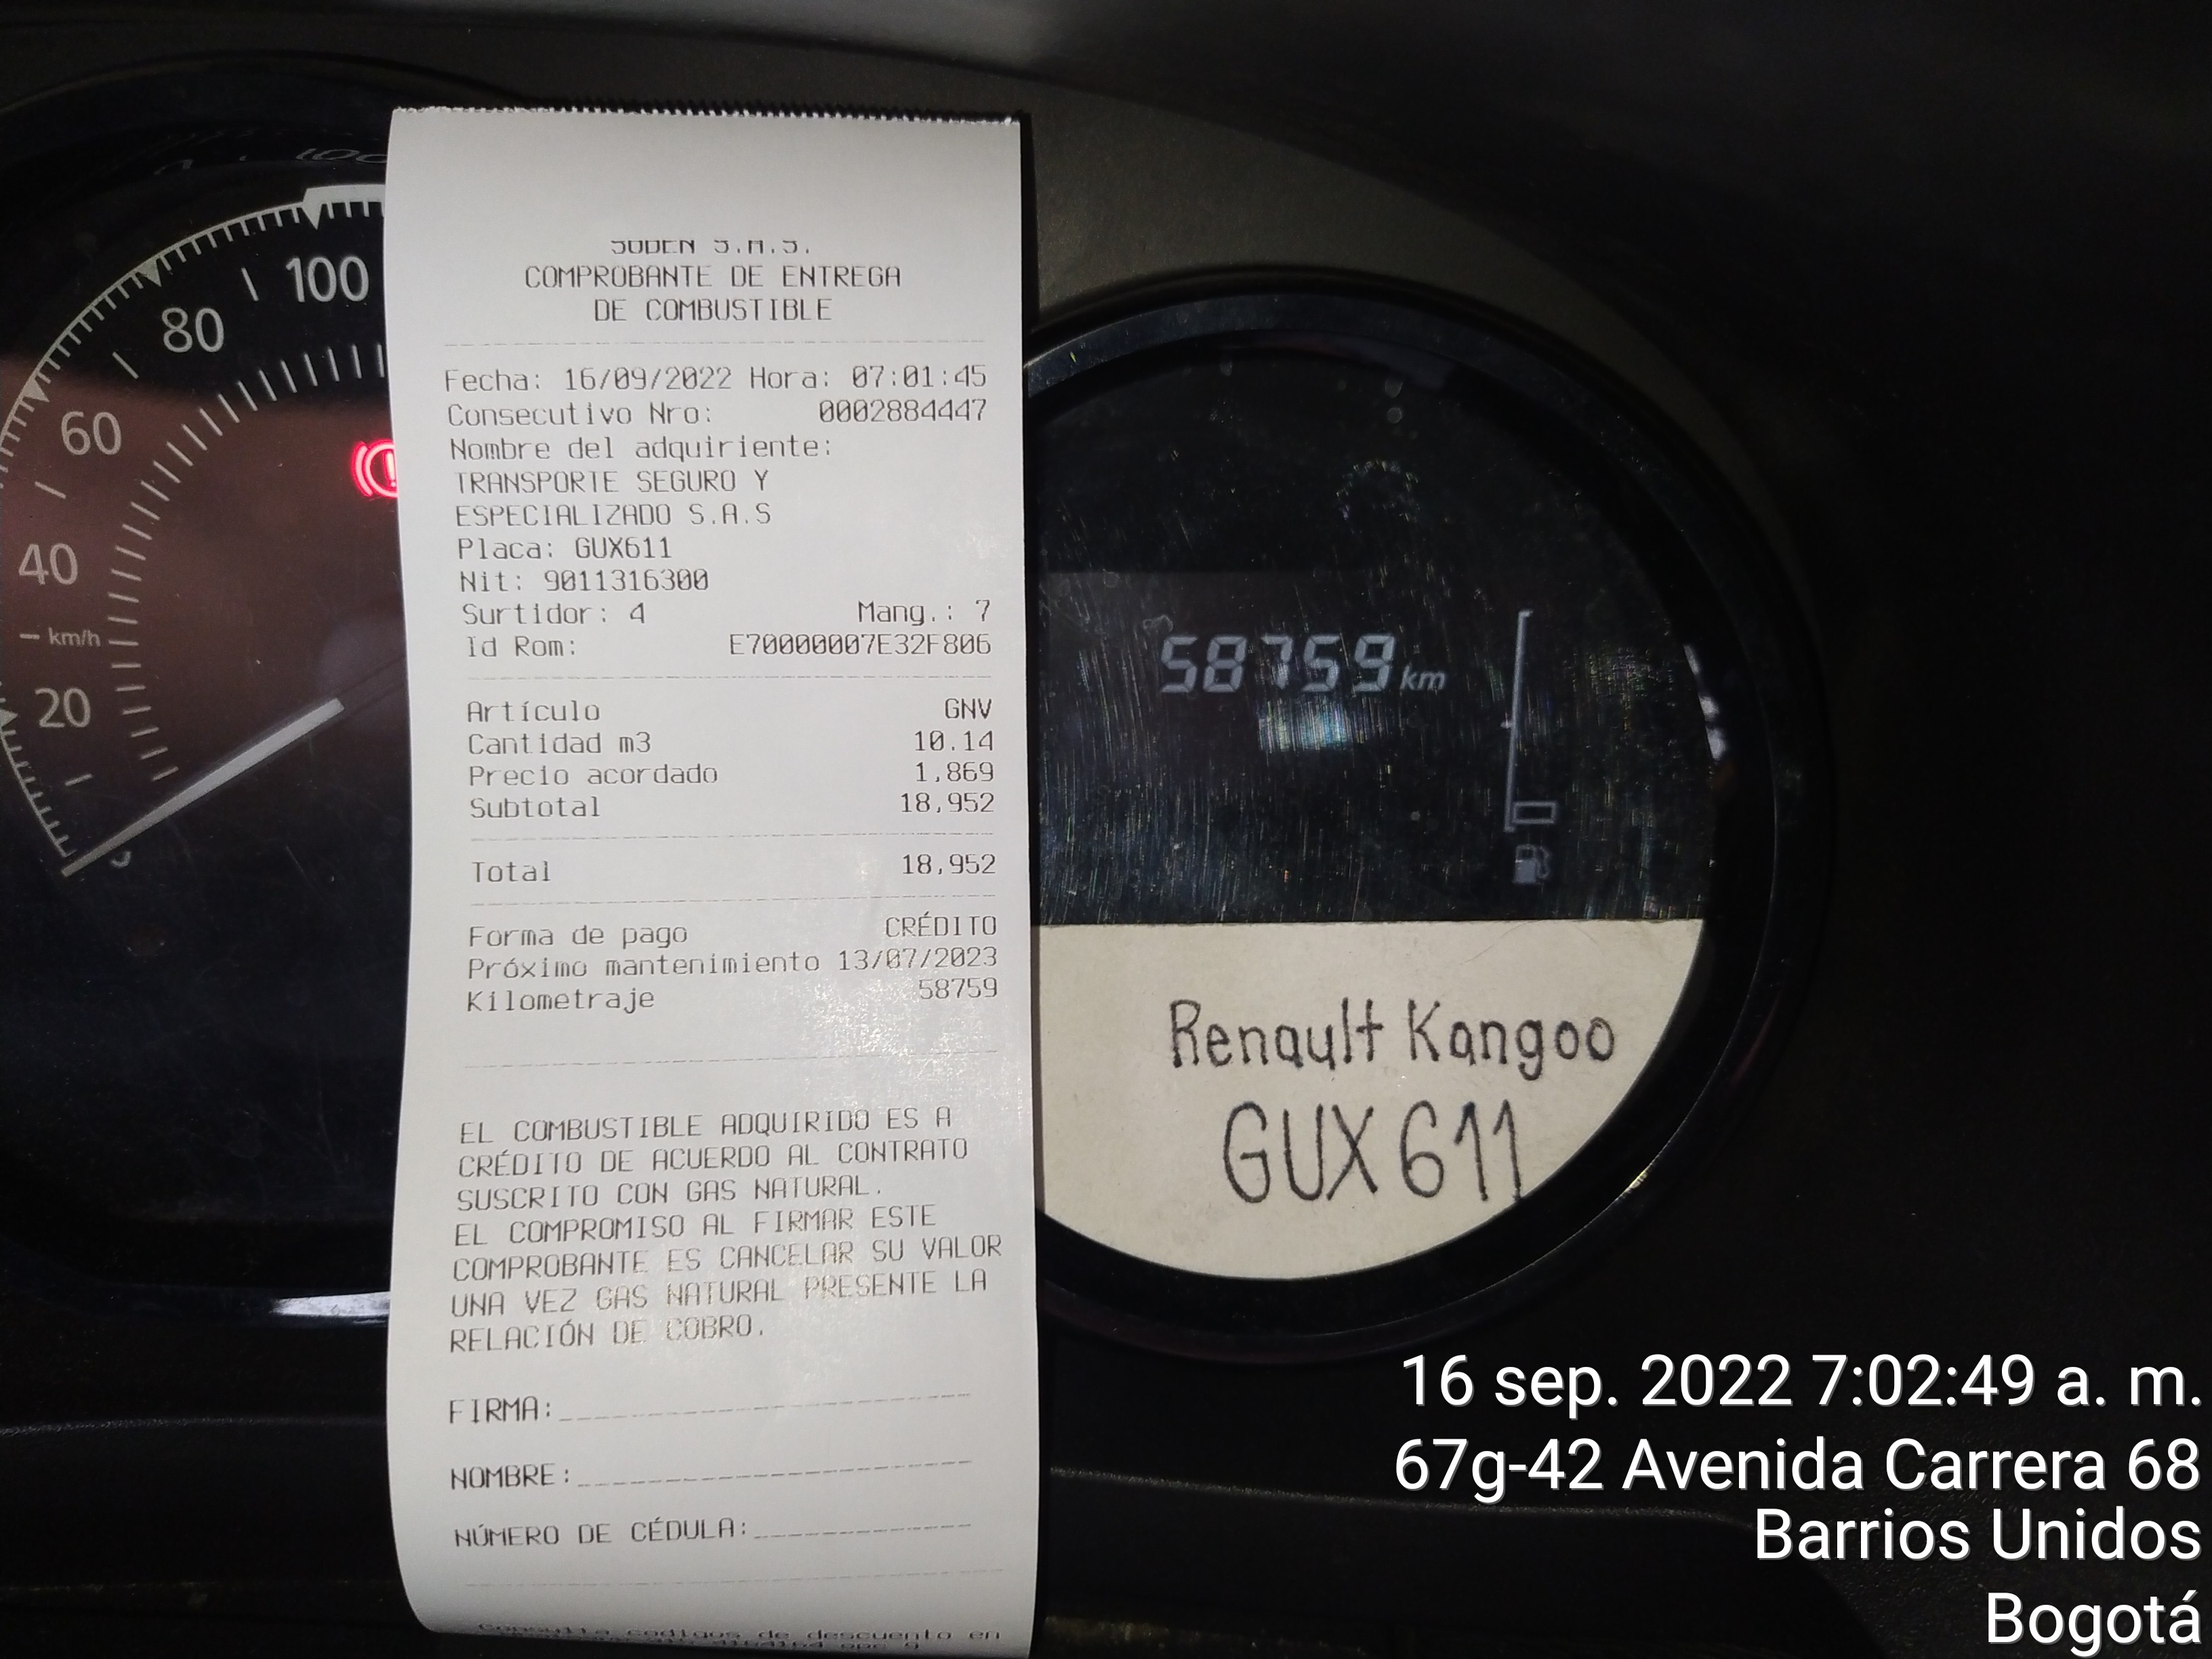 S.A.S.
COMPROBANTE DE ENTREGA
DE COMBUSTIBLE
Fecha: 16/09/2022 Hora: 07:01:45
Consecutivo Nro: 0002884447
Nombre del adquiriente:
TRANSPORTE SEGURO Y
ESPECIALIZADO S.A.S
Placa: GUX611
Nit: 9011316300
Surtidor: 4 Mang.: 7
Id Rom: E70000007E32F806
Artículo GNV
Cantidad m3 10.14
Precio acordado 1,869
Subtotal 18,952
Total 18,952
Forma de pago CRÉDITO
Próximo mantenimiento 13/07/2023
Kilometraje 58759
EL COMBUSTIBLE ADQUIRIDO ES A
CRÉDITO DE ACUERDO AL CONTRATO
SUSCRITO CON GAS NATURAL.
EL COMPROMISO AL FIRMAR ESTE
COMPROBANTE ES CANCELAR SU VALOR
UNA VEZ GAS NATURAL PRESENTE LA
RELACIÓN DE COBRO.
FIRMA:
NOMBRE:
NÚMERO DE CÉDULA:
Consulta codigos de descuento en
100
80
60
40
km/h
20
58759 km
Renault Kangoo
GUX 611
16 sep. 2022 7:02:49 a. m.
67g-42 Avenida Carrera 68
Barrios Unidos
Bogotá